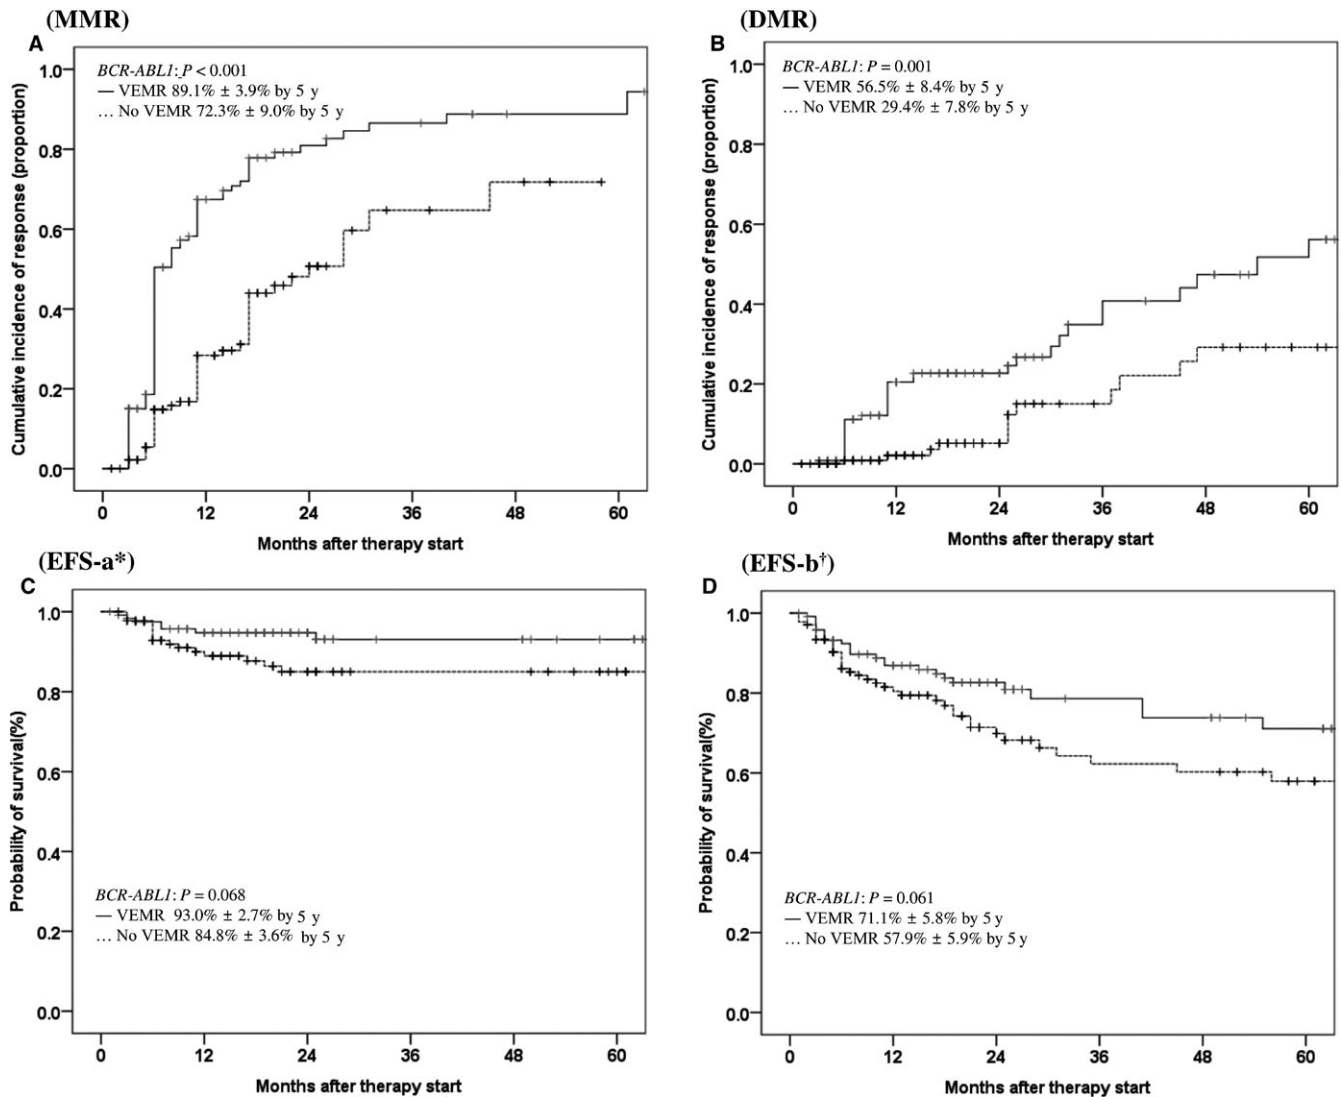 (MMR)
A
BCR-ABL1: P < 0.001
— VEMR 89.1% ± 3.9% by 5 y
… No VEMR 72.3% ± 9.0% by 5 y
Cumulative incidence of response (proportion)
1.0
0.8
0.6
0.4
0.2
0.0
0 12 24 36 48 60
Months after therapy start
(DMR)
B
BCR-ABL1: P = 0.001
— VEMR 56.5% ± 8.4% by 5 y
… No VEMR 29.4% ± 7.8% by 5 y
Cumulative incidence of response (proportion)
1.0
0.8
0.6
0.4
0.2
0.0
0 12 24 36 48 60
Months after therapy start
(EFS-a*)
C
Probability of survival(%)
1.0
0.8
0.6
0.4
0.2
0.0
BCR-ABL1: P = 0.068
— VEMR 93.0% ± 2.7% by 5 y
… No VEMR 84.8% ± 3.6% by 5 y
0 12 24 36 48 60
Months after therapy start
(EFS-b†)
D
Probability of survival(%)
1.0
0.8
0.6
0.4
0.2
0.0
BCR-ABL1: P = 0.061
— VEMR 71.1% ± 5.8% by 5 y
… No VEMR 57.9% ± 5.9% by 5 y
0 12 24 36 48 60
Months after therapy start